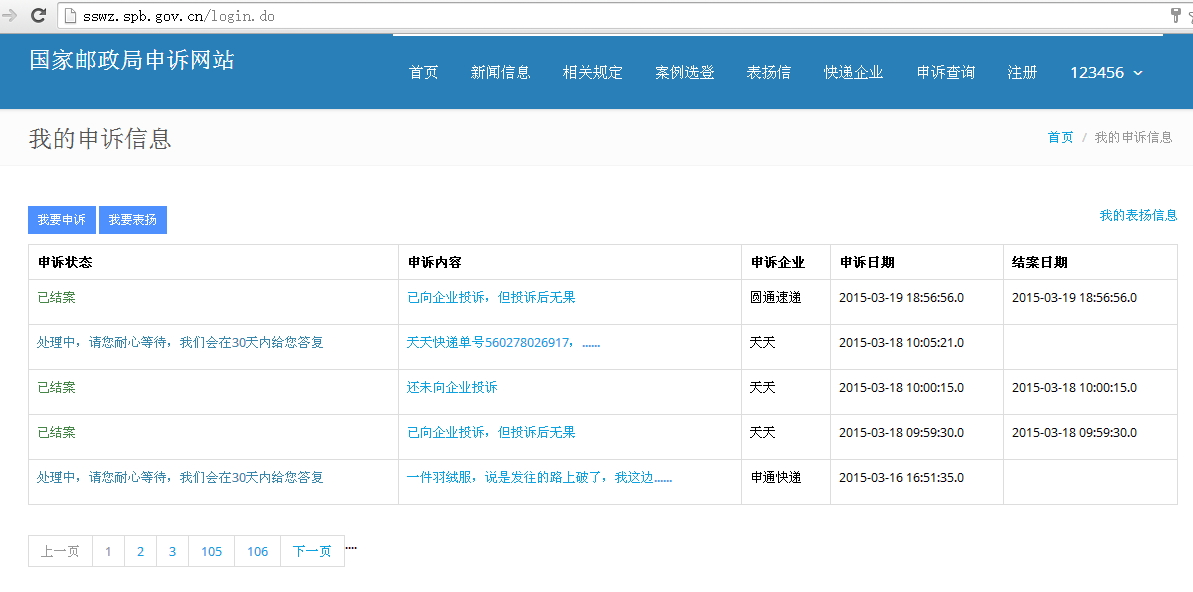 sswz.spb.gov.cn/login.do
国家邮政局申诉网站
首页 新闻信息 相关规定 案例选登 表扬信 快递企业 申诉查询 注册 123456
我的申诉信息
首页 / 我的申诉信息
我要申诉 我要表扬
我的表扬信息
申诉状态 申诉内容 申诉企业 申诉日期 结案日期
已结案 已向企业投诉，但投诉后无果 圆通速递 2015-03-19 18:56:56.0 2015-03-19 18:56:56.0
处理中，请您耐心等待，我们会在30天内给您答复 天天快递单号560278026917，...... 天天 2015-03-18 10:05:21.0
已结案 还未向企业投诉 天天 2015-03-18 10:00:15.0 2015-03-18 10:00:15.0
已结案 已向企业投诉，但投诉后无果 天天 2015-03-18 09:59:30.0 2015-03-18 09:59:30.0
处理中，请您耐心等待，我们会在30天内给您答复 一件羽绒服，说是发往的路上破了，我这边...... 申通快递 2015-03-16 16:51:35.0
上一页 1 2 3 105 106 下一页 ....